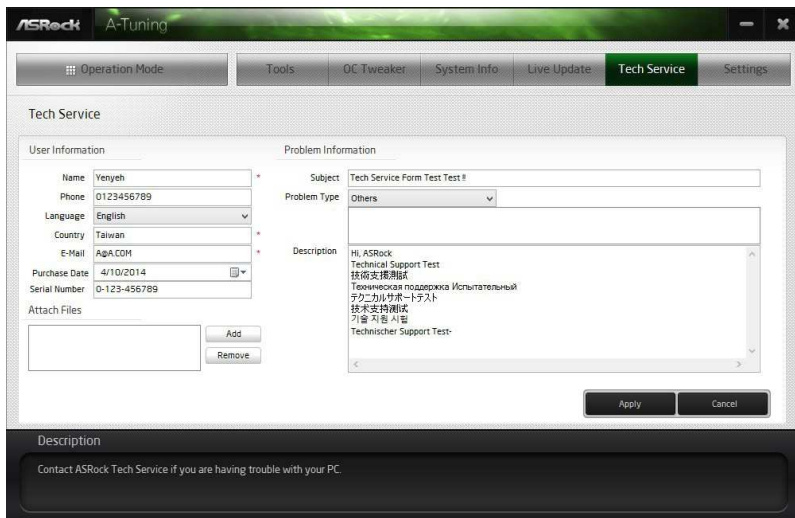 ASRock A-Tuning
Operation Mode Tools OC Tweaker System Info Live Update Tech Service Settings
Tech Service
User Information
Name Yenyeh *
Phone 0123456789
Language English
Country Taiwan *
E-Mail A@A.COM *
Purchase Date 4/10/2014
Serial Number 0-123-456789
Attach Files
Add
Remove
Problem Information
Subject Tech Service Form Test Test !!
Problem Type Others
Description
Hi, ASRock
Technical Support Test
技術支援測試
Техническая поддержка Испытательный
テクニカルサポートテスト
技术支持测试
기술 지원 시험
Technischer Support Test-
Apply Cancel
Description
Contact ASRock Tech Service if you are having trouble with your PC.